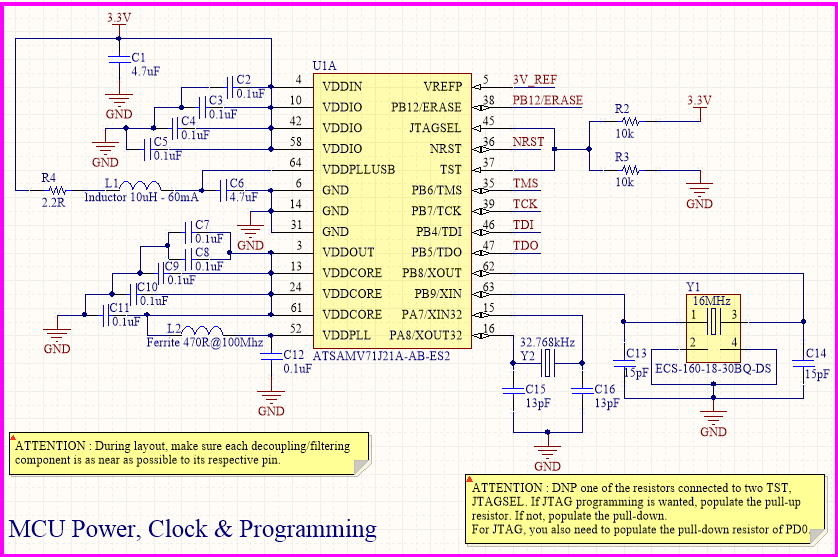 3.3V
C1
4.7uF
GND
C2
0.1uF
C3
0.1uF
C4
0.1uF
C5
0.1uF
GND
R4
2.2R
L1
Inductor 10uH - 60mA
C6
4.7uF
GND
C7
0.1uF
C8
0.1uF
C9
0.1uF
C10
0.1uF
C11
0.1uF
GND
L2
Ferrite 470R@100Mhz
C12
0.1uF
GND
U1A
4 VDDIN
10 VDDIO
42 VDDIO
58 VDDIO
64 VDDPLLUSB
6 GND
14 GND
31 GND
3 VDDOUT
13 VDDCORE
24 VDDCORE
61 VDDCORE
52 VDDPLL
VREFP 5 3V_REF
PB12/ERASE 38 PB12/ERASE
JTAGSEL 45
NRST 36 NRST
TST 37
PB6/TMS 35 TMS
PB7/TCK 39 TCK
PB4/TDI 46 TDI
PB5/TDO 47 TDO
PB8/XOUT 62
PB9/XIN 63
PA7/XIN32 15
PA8/XOUT32 16
ATSAMV71J21A-AB-ES2
R2
10k
3.3V
R3
10k
GND
32.768kHz
Y2
C15
13pF
C16
13pF
GND
Y1
16MHz
1 3
2 4
ECS-160-18-30BQ-DS
C13
15pF
C14
15pF
GND
ATTENTION : During layout, make sure each decoupling/filtering
component is as near as possible to its respective pin.
ATTENTION : DNP one of the resistors connected to two TST,
JTAGSEL. If JTAG programming is wanted, populate the pull-up
resistor. If not, populate the pull-down.
For JTAG, you also need to populate the pull-down resistor of PD0.
MCU Power, Clock & Programming